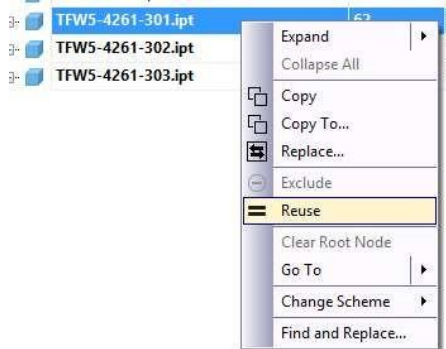 TFW5-4261-301.ipt
TFW5-4261-302.ipt
TFW5-4261-303.ipt
Expand
Collapse All
Copy
Copy To...
Replace...
Exclude
Reuse
Clear Root Node
Go To
Change Scheme
Find and Replace...